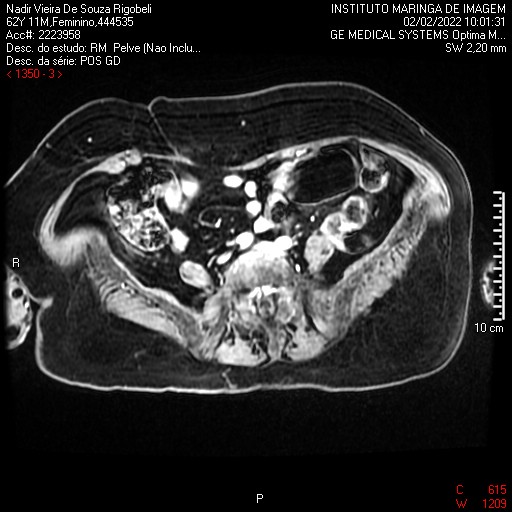 Nadir Vieira De Souza Rigobeli
62Y 11M,Feminino,444535
Acc#: 2223958
Desc. do estudo: RM Pelve (Nao Inclu...
Desc. da série: POS GD
< 1350 - 3 >
INSTITUTO MARINGA DE IMAGEM
02/02/2022 10:01:31
GE MEDICAL SYSTEMS Optima M...
SW 2,20 mm
R
10 cm
P
C 615
W 1209